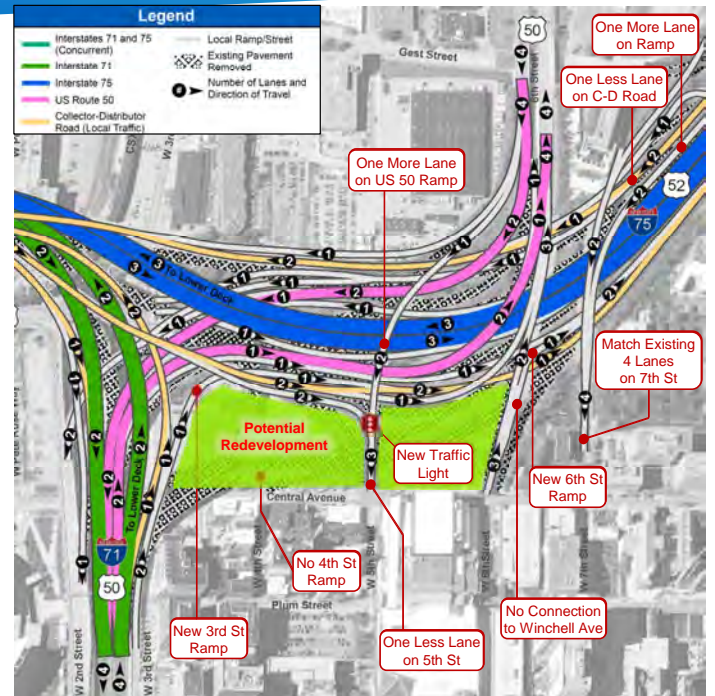 Legend
Interstates 71 and 75
(Concurrent)
Interstate 71
Interstate 75
US Route 50
Collector-Distributor
Road (Local Traffic)
Local Ramp/Street
Existing Pavement
Removed
Number of Lanes and
Direction of Travel
50
Gest Street
6th Street
One More Lane
on Ramp
One Less Lane
on C-D Road
One More Lane
on US 50 Ramp
52
75
To Lower Deck
W Pete Rose Way
Match Existing
4 Lanes
on 7th St
Potential
Redevelopment
New Traffic
Light
To Lower Deck
Central Avenue
New 6th St
Ramp
71
50
W 4th Street
W 5th Street
W 6th Street
W 7th Street
No 4th St
Ramp
Plum Street
No Connection
to Winchell Ave
New 3rd St
Ramp
One Less Lane
on 5th St
W 2nd Street
W 3rd Street